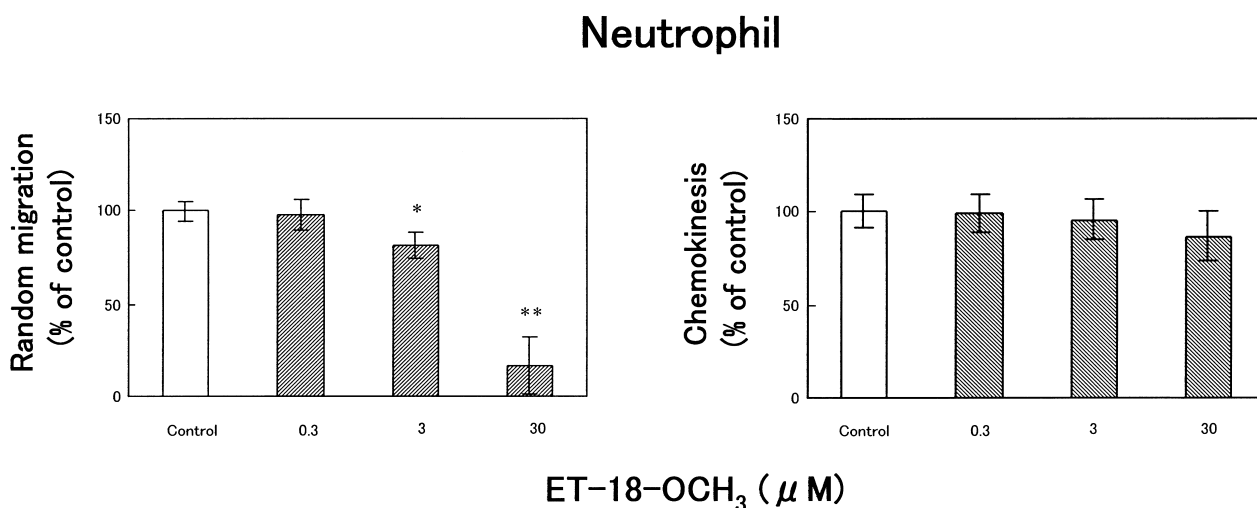 Neutrophil
Random migration
(% of control)
150
100
50
0
*
**
Control 0.3 3 30
Chemokinesis
(% of control)
150
100
50
0
Control 0.3 3 30
ET-18-OCH₃ (μM)